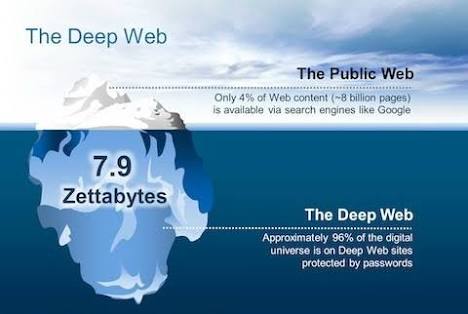 The Deep Web
The Public Web
Only 4% of Web content (~8 billion pages)
is available via search engines like Google
7.9
Zettabytes
The Deep Web
Approximately 96% of the digital
universe is on Deep Web sites
protected by passwords